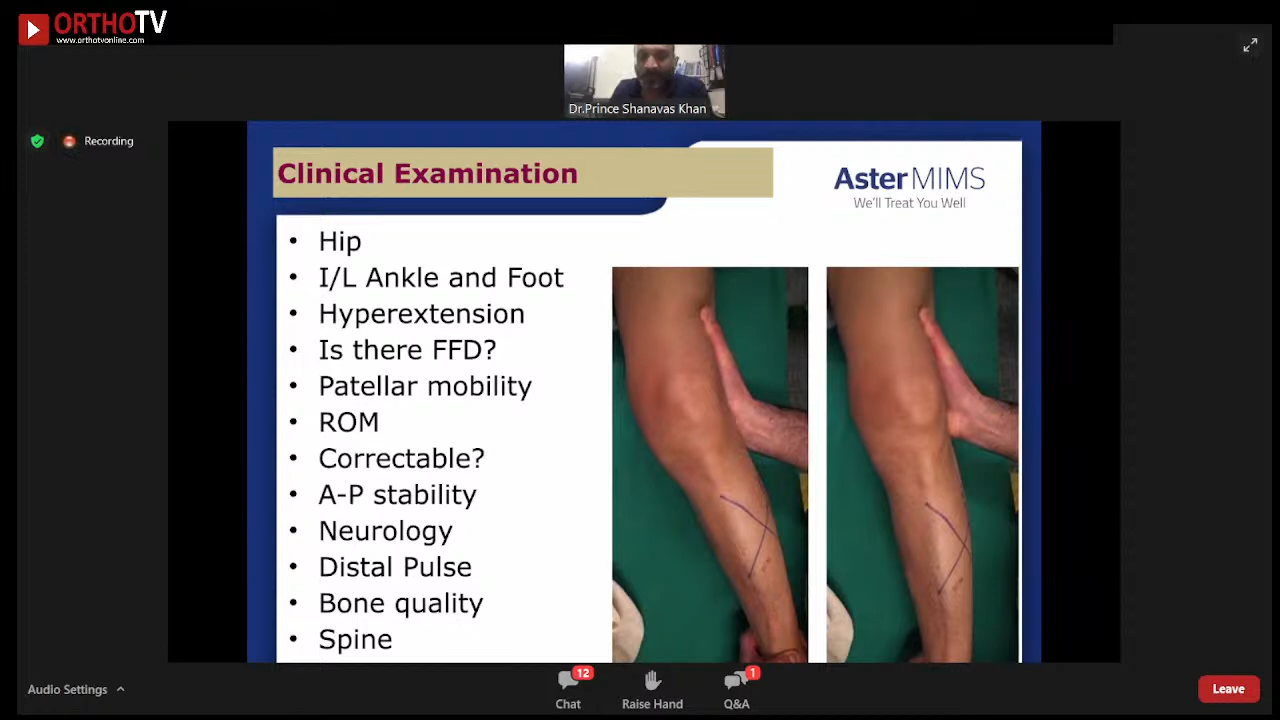 ORTHOTV
www.orthotvonline.com
Dr.Prince Shanavas Khan
Recording
Clinical Examination
Aster MIMS
We'll Treat You Well
• Hip
• I/L Ankle and Foot
• Hyperextension
• Is there FFD?
• Patellar mobility
• ROM
• Correctable?
• A-P stability
• Neurology
• Distal Pulse
• Bone quality
• Spine
Audio Settings
12
Chat
Raise Hand
1
Q&A
Leave